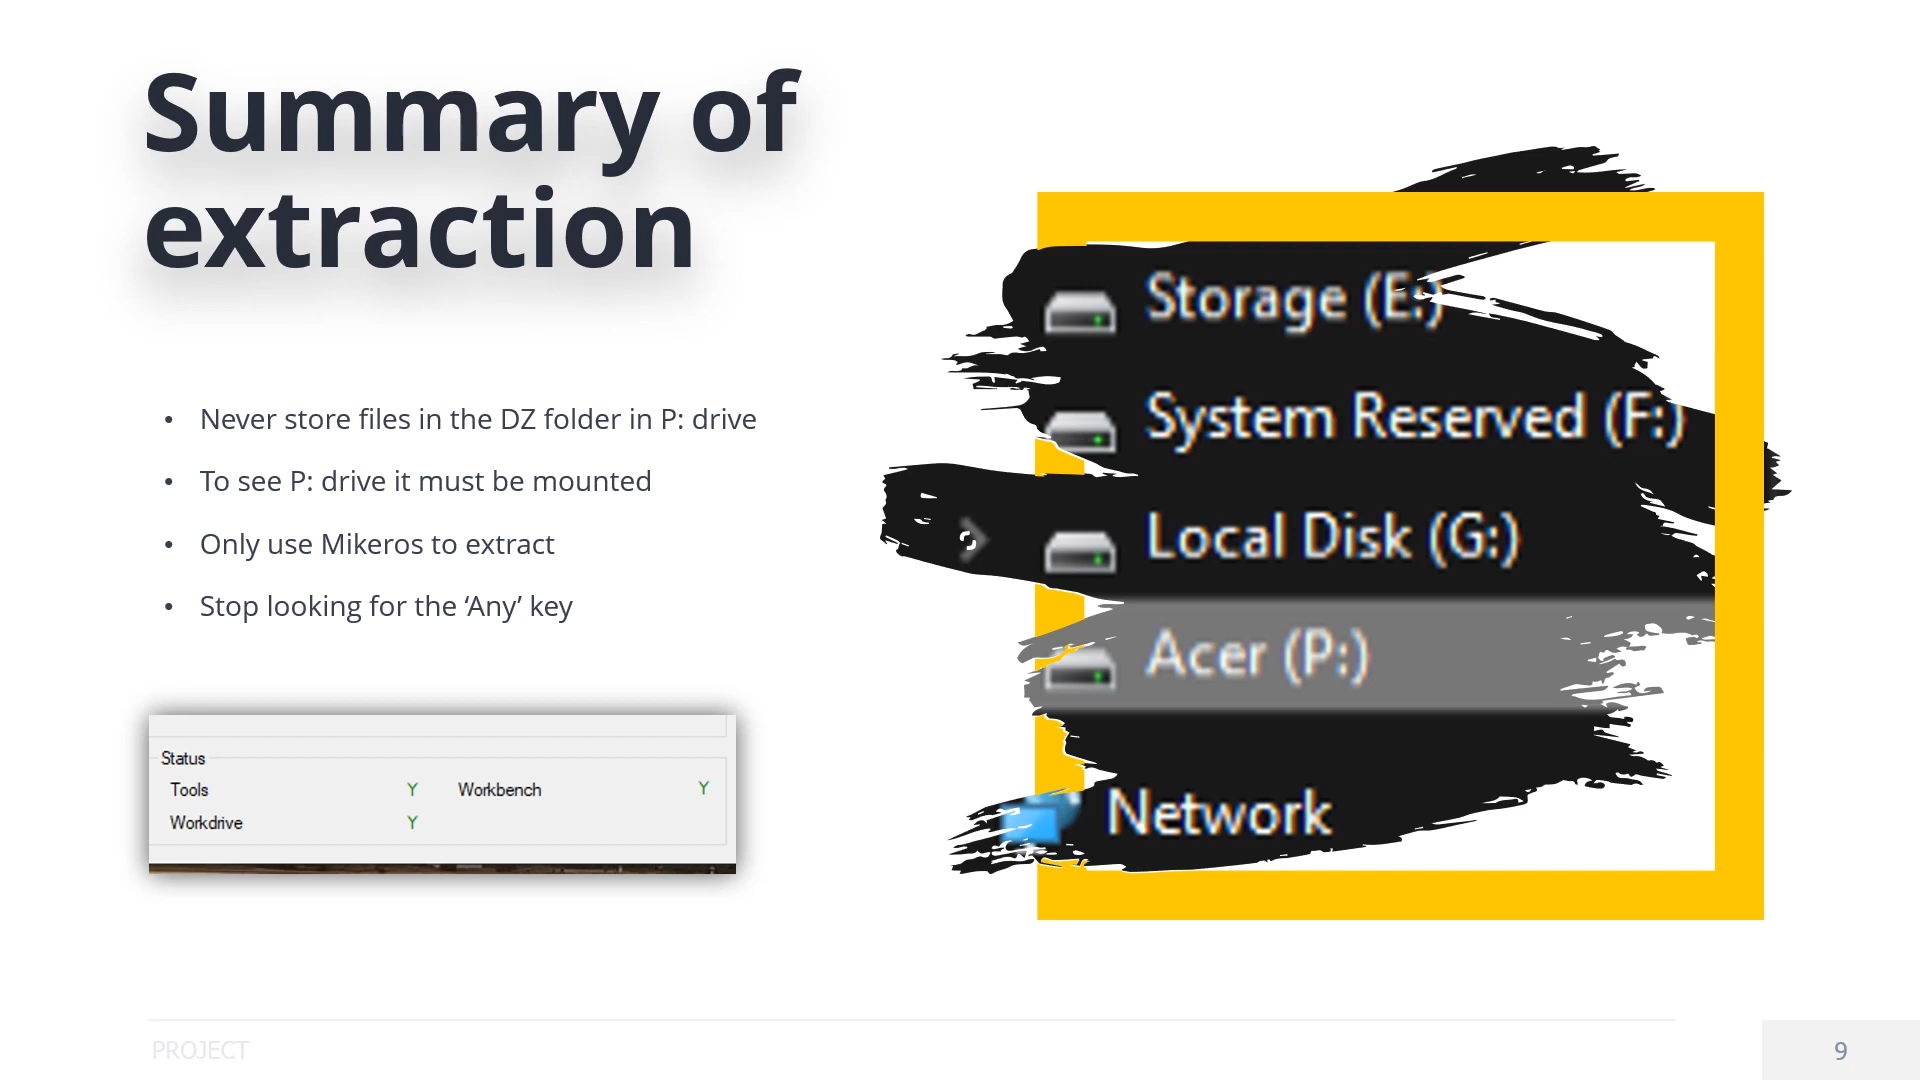 Summary of
extraction
• Never store files in the DZ folder in P: drive
• To see P: drive it must be mounted
• Only use Mikeros to extract
• Stop looking for the ‘Any’ key
Status
Tools Y Workbench Y
Workdrive Y
Storage (E:)
System Reserved (F:)
Local Disk (G:)
Acer (P:)
Network
PROJECT
9